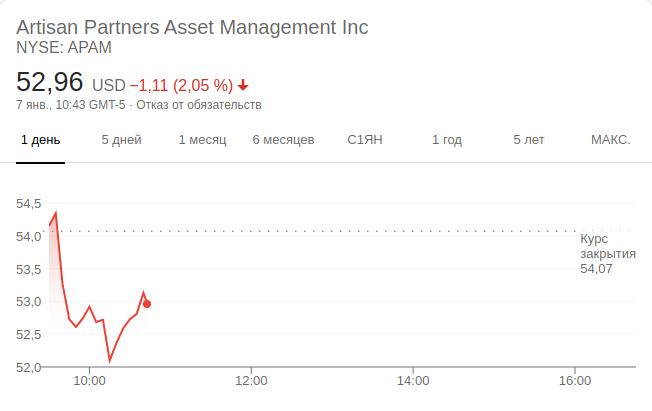 Artisan Partners Asset Management Inc
NYSE: APAM
52,96 USD −1,11 (2,05 %)
7 янв., 10:43 GMT-5 · Отказ от обязательств
1 день 5 дней 1 месяц 6 месяцев С1ЯН 1 год 5 лет МАКС.
54,5
54,0
Курс
закрытия
54,07
53,5
53,0
52,5
52,0
10:00 12:00 14:00 16:00